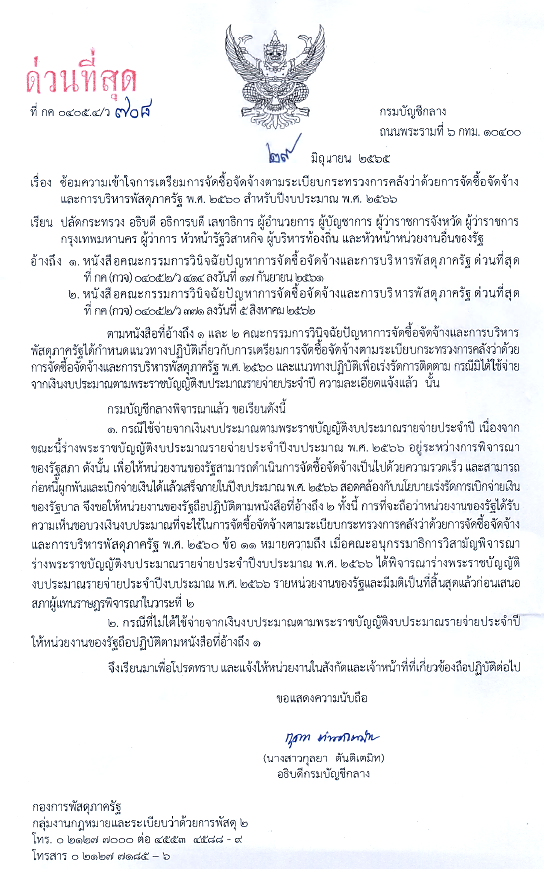 ด่วนที่สุด
ที่ กค ๐๔๐๕.๔/ว ๗๐๘
กรมบัญชีกลาง
ถนนพระรามที่ ๖ กทม. ๑๐๔๐๐
๒๙ มิถุนายน ๒๕๖๕
เรื่อง ซ้อมความเข้าใจการเตรียมการจัดซื้อจัดจ้างตามระเบียบกระทรวงการคลังว่าด้วยการจัดซื้อจัดจ้าง
และการบริหารพัสดุภาครัฐ พ.ศ. ๒๕๖๐ สำหรับปีงบประมาณ พ.ศ. ๒๕๖๖
เรียน ปลัดกระทรวง อธิบดี อธิการบดี เลขาธิการ ผู้อำนวยการ ผู้บัญชาการ ผู้ว่าราชการจังหวัด ผู้ว่าราชการ
กรุงเทพมหานคร ผู้ว่าการ หัวหน้ารัฐวิสาหกิจ ผู้บริหารท้องถิ่น และหัวหน้าหน่วยงานอื่นของรัฐ
อ้างถึง ๑. หนังสือคณะกรรมการวินิจฉัยปัญหาการจัดซื้อจัดจ้างและการบริหารพัสดุภาครัฐ ด่วนที่สุด
ที่ กค (กวจ) ๐๔๐๕.๒/ว ๔๑๔ ลงวันที่ ๑๗ กันยายน ๒๕๖๑
๒. หนังสือคณะกรรมการวินิจฉัยปัญหาการจัดซื้อจัดจ้างและการบริหารพัสดุภาครัฐ ด่วนที่สุด
ที่ กค (กวจ) ๐๔๐๕.๒/ว ๓๗๑ ลงวันที่ ๕ สิงหาคม ๒๕๖๒
ตามหนังสือที่อ้างถึง ๑ และ ๒ คณะกรรมการวินิจฉัยปัญหาการจัดซื้อจัดจ้างและการบริหาร
พัสดุภาครัฐได้กำหนดแนวทางปฏิบัติเกี่ยวกับการเตรียมการจัดซื้อจัดจ้างตามระเบียบกระทรวงการคลังว่าด้วย
การจัดซื้อจัดจ้างและการบริหารพัสดุภาครัฐ พ.ศ. ๒๕๖๐ และแนวทางปฏิบัติเพื่อเร่งรัดการติดตาม กรณีมิได้ใช้จ่าย
จากเงินงบประมาณตามพระราชบัญญัติงบประมาณรายจ่ายประจำปี ความละเอียดแจ้งแล้ว นั้น
กรมบัญชีกลางพิจารณาแล้ว ขอเรียนดังนี้
๑. กรณีใช้จ่ายจากเงินงบประมาณตามพระราชบัญญัติงบประมาณรายจ่ายประจำปี เนื่องจาก
ขณะนี้ร่างพระราชบัญญัติงบประมาณรายจ่ายประจำปีงบประมาณ พ.ศ. ๒๕๖๖ อยู่ระหว่างการพิจารณา
ของรัฐสภา ดังนั้น เพื่อให้หน่วยงานของรัฐสามารถดำเนินการจัดซื้อจัดจ้างเป็นไปด้วยความรวดเร็ว และสามารถ
ก่อหนี้ผูกพันและเบิกจ่ายเงินได้แล้วเสร็จภายในปีงบประมาณ พ.ศ. ๒๕๖๖ สอดคล้องกับนโยบายเร่งรัดการเบิกจ่ายเงิน
ของรัฐบาล จึงขอให้หน่วยงานของรัฐถือปฏิบัติตามหนังสือที่อ้างถึง ๒ ทั้งนี้ การที่จะถือว่าหน่วยงานของรัฐได้รับ
ความเห็นชอบวงเงินงบประมาณที่จะใช้ในการจัดซื้อจัดจ้างตามระเบียบกระทรวงการคลังว่าด้วยการจัดซื้อจัดจ้าง
และการบริหารพัสดุภาครัฐ พ.ศ. ๒๕๖๐ ข้อ ๑๑ หมายความถึง เมื่อคณะอนุกรรมาธิการวิสามัญพิจารณา
ร่างพระราชบัญญัติงบประมาณรายจ่ายประจำปีงบประมาณ พ.ศ. ๒๕๖๖ ได้พิจารณาร่างพระราชบัญญัติ
งบประมาณรายจ่ายประจำปีงบประมาณ พ.ศ. ๒๕๖๖ รายหน่วยงานของรัฐและมีมติเป็นที่สิ้นสุดแล้วก่อนเสนอ
สภาผู้แทนราษฎรพิจารณาในวาระที่ ๒
๒. กรณีที่ไม่ได้ใช้จ่ายจากเงินงบประมาณตามพระราชบัญญัติงบประมาณรายจ่ายประจำปี
ให้หน่วยงานของรัฐถือปฏิบัติตามหนังสือที่อ้างถึง ๑
จึงเรียนมาเพื่อโปรดทราบ และแจ้งให้หน่วยงานในสังกัดและเจ้าหน้าที่ที่เกี่ยวข้องถือปฏิบัติต่อไป
ขอแสดงความนับถือ
(นางสาวกุลยา ตันติเตมิท)
อธิบดีกรมบัญชีกลาง
กองการพัสดุภาครัฐ
กลุ่มงานกฎหมายและระเบียบว่าด้วยการพัสดุ ๒
โทร. ๐ ๒๑๒๗ ๗๐๐๐ ต่อ ๔๕๕๓ ๔๕๘๘ - ๙
โทรสาร ๐ ๒๑๒๗ ๗๑๘๕ - ๖